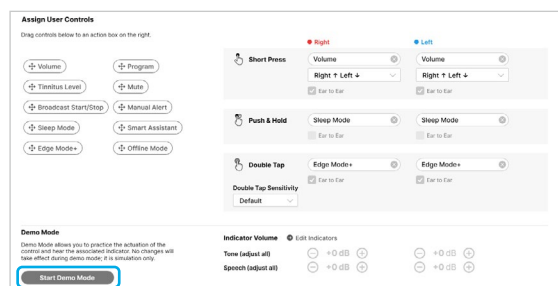 Assign User Controls
Drag controls below to an action box on the right.
Right Left
Volume Program
Tinnitus Level Mute
Broadcast Start/Stop Manual Alert
Sleep Mode Smart Assistant
Edge Mode+ Offline Mode
Short Press Volume Volume
Right ↑ Left ↓ Right ↑ Left ↓
Ear to Ear Ear to Ear
Push & Hold Sleep Mode Sleep Mode
Ear to Ear Ear to Ear
Double Tap Edge Mode+ Edge Mode+
Ear to Ear Ear to Ear
Double Tap Sensitivity
Default
Demo Mode
Demo Mode allows you to practice the actuation of the
control and hear the associated indicator. No changes will
take effect during demo mode; it is simulation only.
Start Demo Mode
Indicator Volume Edit Indicators
Tone (adjust all) +0 dB +0 dB
Speech (adjust all) +0 dB +0 dB